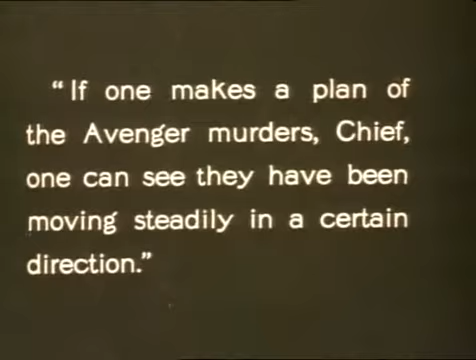 "If one makes a plan of
the Avenger murders, Chief,
one can see they have been
moving steadily in a certain
direction."